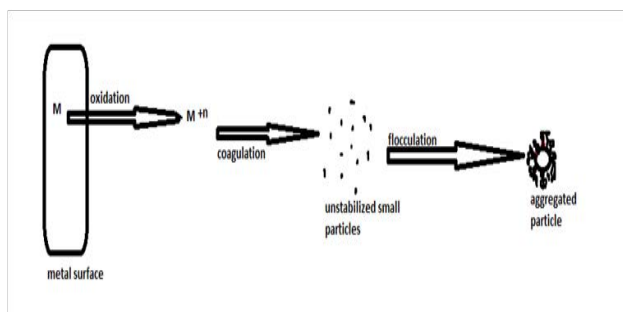 M
oxidation
M +n
coagulation
unstabilized small
particles
flocculation
aggregated
particle
metal surface